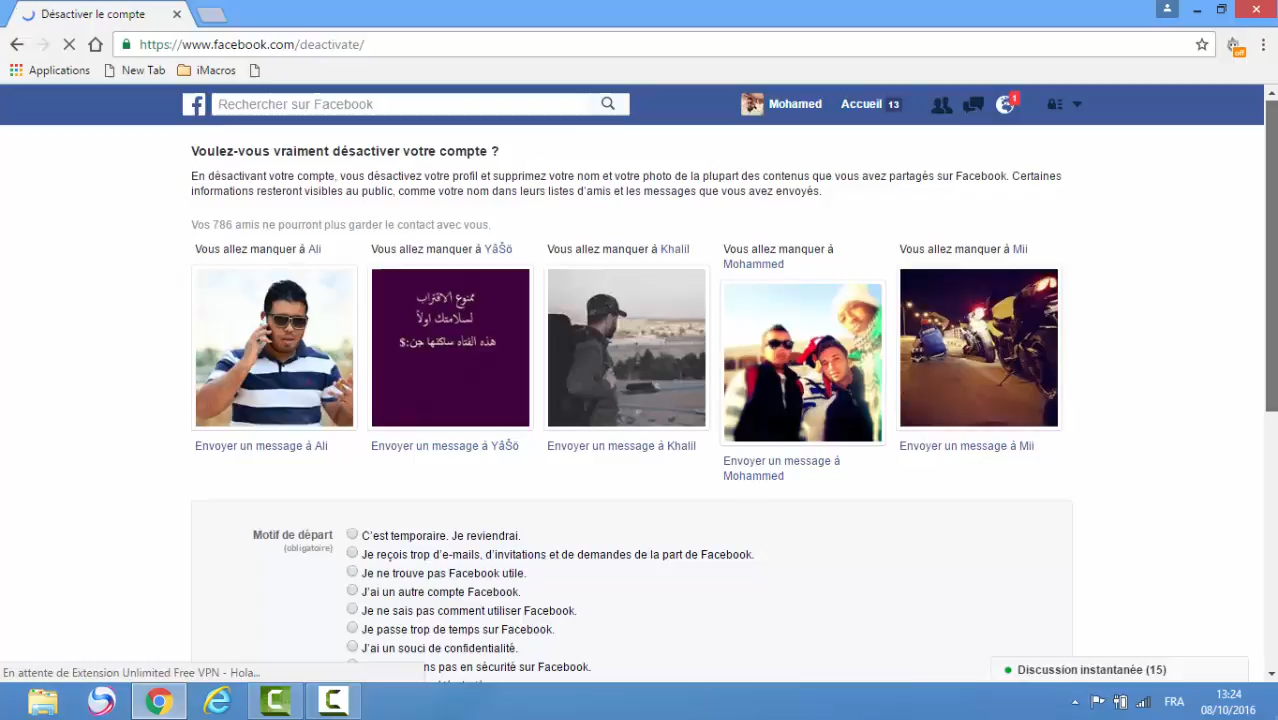 Désactiver le compte
https://www.facebook.com/deactivate/
off
Applications New Tab iMacros
Rechercher sur Facebook
Mohamed Accueil 13
1
Voulez-vous vraiment désactiver votre compte ?
En désactivant votre compte, vous désactivez votre profil et supprimez votre nom et votre photo de la plupart des contenus que vous avez partagés sur Facebook. Certaines
informations resteront visibles au public, comme votre nom dans leurs listes d'amis et les messages que vous avez envoyés.
Vos 786 amis ne pourront plus garder le contact avec vous.
Vous allez manquer à Ali
Vous allez manquer à YâŠö
Vous allez manquer à Khalil
Vous allez manquer à
Mohammed
Vous allez manquer à Mii
ممنوع الاقتراب
لسلامتك اولاً
هذه الفتاه ساكنها جن:$
Envoyer un message à Ali
Envoyer un message à YâŠö
Envoyer un message à Khalil
Envoyer un message à
Mohammed
Envoyer un message à Mii
Motif de départ
(obligatoire)
C'est temporaire. Je reviendrai.
Je reçois trop d'e-mails, d'invitations et de demandes de la part de Facebook.
Je ne trouve pas Facebook utile.
J'ai un autre compte Facebook.
Je ne sais pas comment utiliser Facebook.
Je passe trop de temps sur Facebook.
J'ai un souci de confidentialité.
ns pas en sécurité sur Facebook.
En attente de Extension Unlimited Free VPN - Hola...
Discussion instantanée (15)
FRA
13:24
08/10/2016